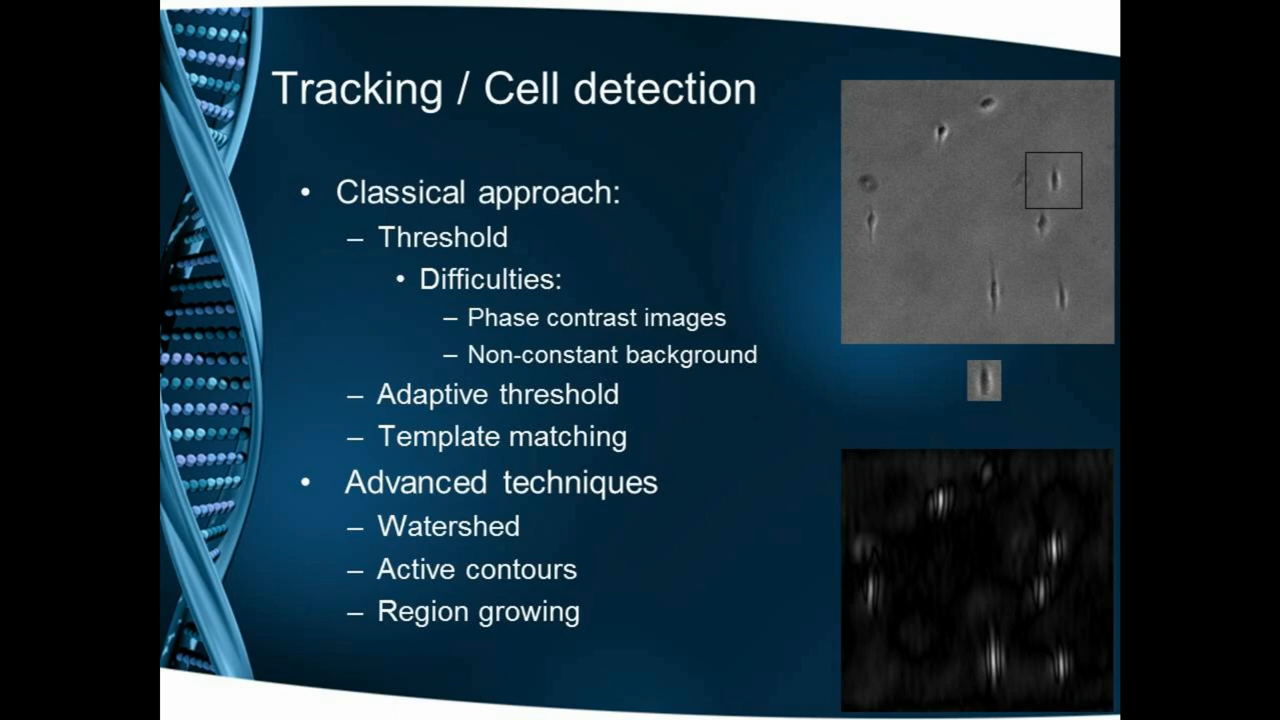 Tracking / Cell detection
• Classical approach:
– Threshold
• Difficulties:
– Phase contrast images
– Non-constant background
– Adaptive threshold
– Template matching
• Advanced techniques
– Watershed
– Active contours
– Region growing